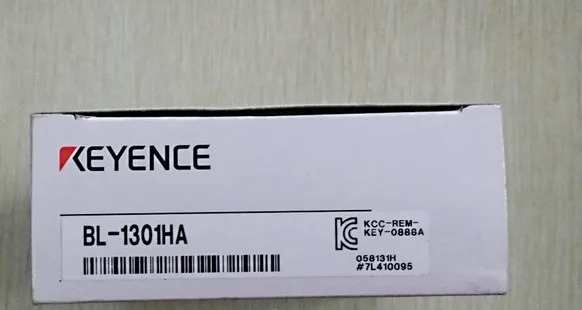 KEYENCE
BL-1301HA
KCC-REM-
KEY-0888A
058131H
#7L410095